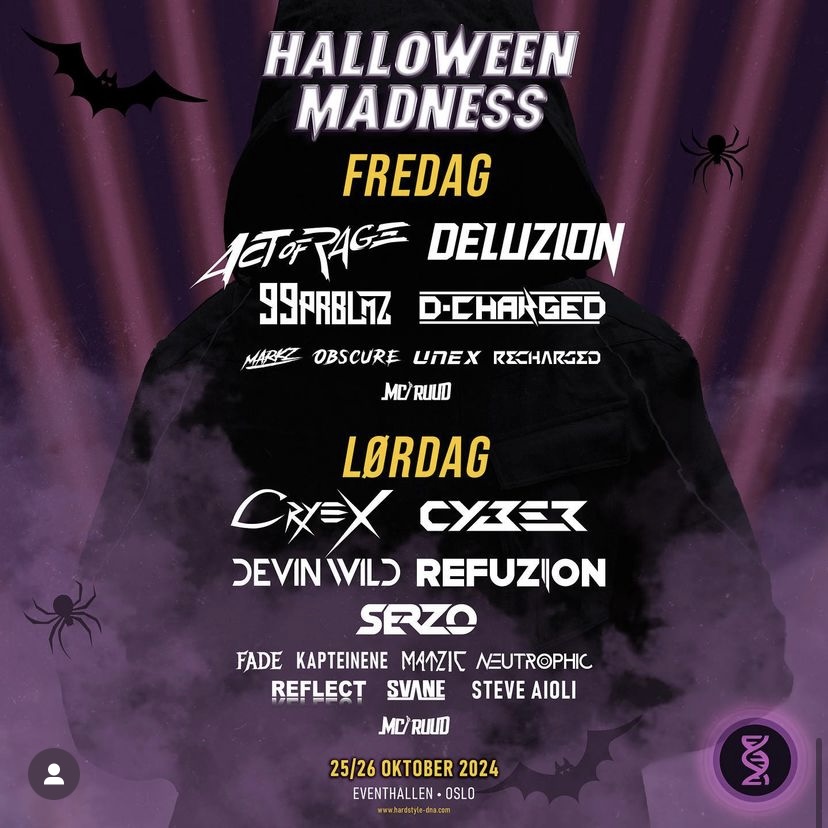 HALLOWEEN
MADNESS
FREDAG
ACT OF RAGE DELUZION
99PRBLMZ D-CHARGED
MARKZ OBSCURE UNEX RECHARGED
MC RUUD
LØRDAG
CRYEX CYBER
DEVIN WILD REFUZION
SERZO
FADE KAPTEINENE MATZIC NEUTROPHIC
REFLECT SVANE STEVE AIOLI
MC RUUD
25/26 OKTOBER 2024
EVENTHALLEN • OSLO
www.hardstyle-dna.com